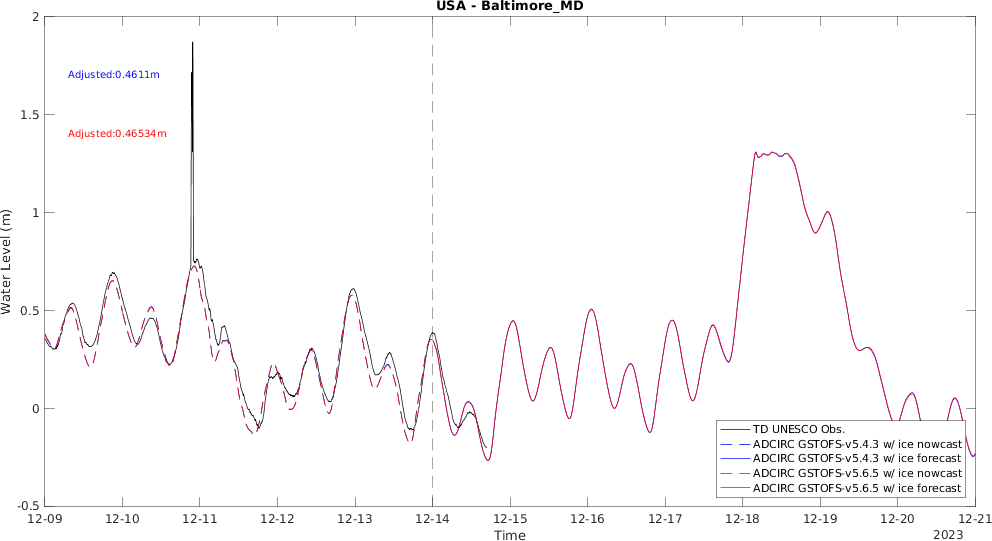 USA - Baltimore_MD
2
1.5
1
0.5
0
-0.5
Water Level (m)
Adjusted:0.4611m
Adjusted:0.46534m
TD UNESCO Obs.
ADCIRC GSTOFS-v5.4.3 w/ ice nowcast
ADCIRC GSTOFS-v5.4.3 w/ ice forecast
ADCIRC GSTOFS-v5.6.5 w/ ice nowcast
ADCIRC GSTOFS-v5.6.5 w/ ice forecast
12-09 12-10 12-11 12-12 12-13 12-14 12-15 12-16 12-17 12-18 12-19 12-20 12-21
Time
2023